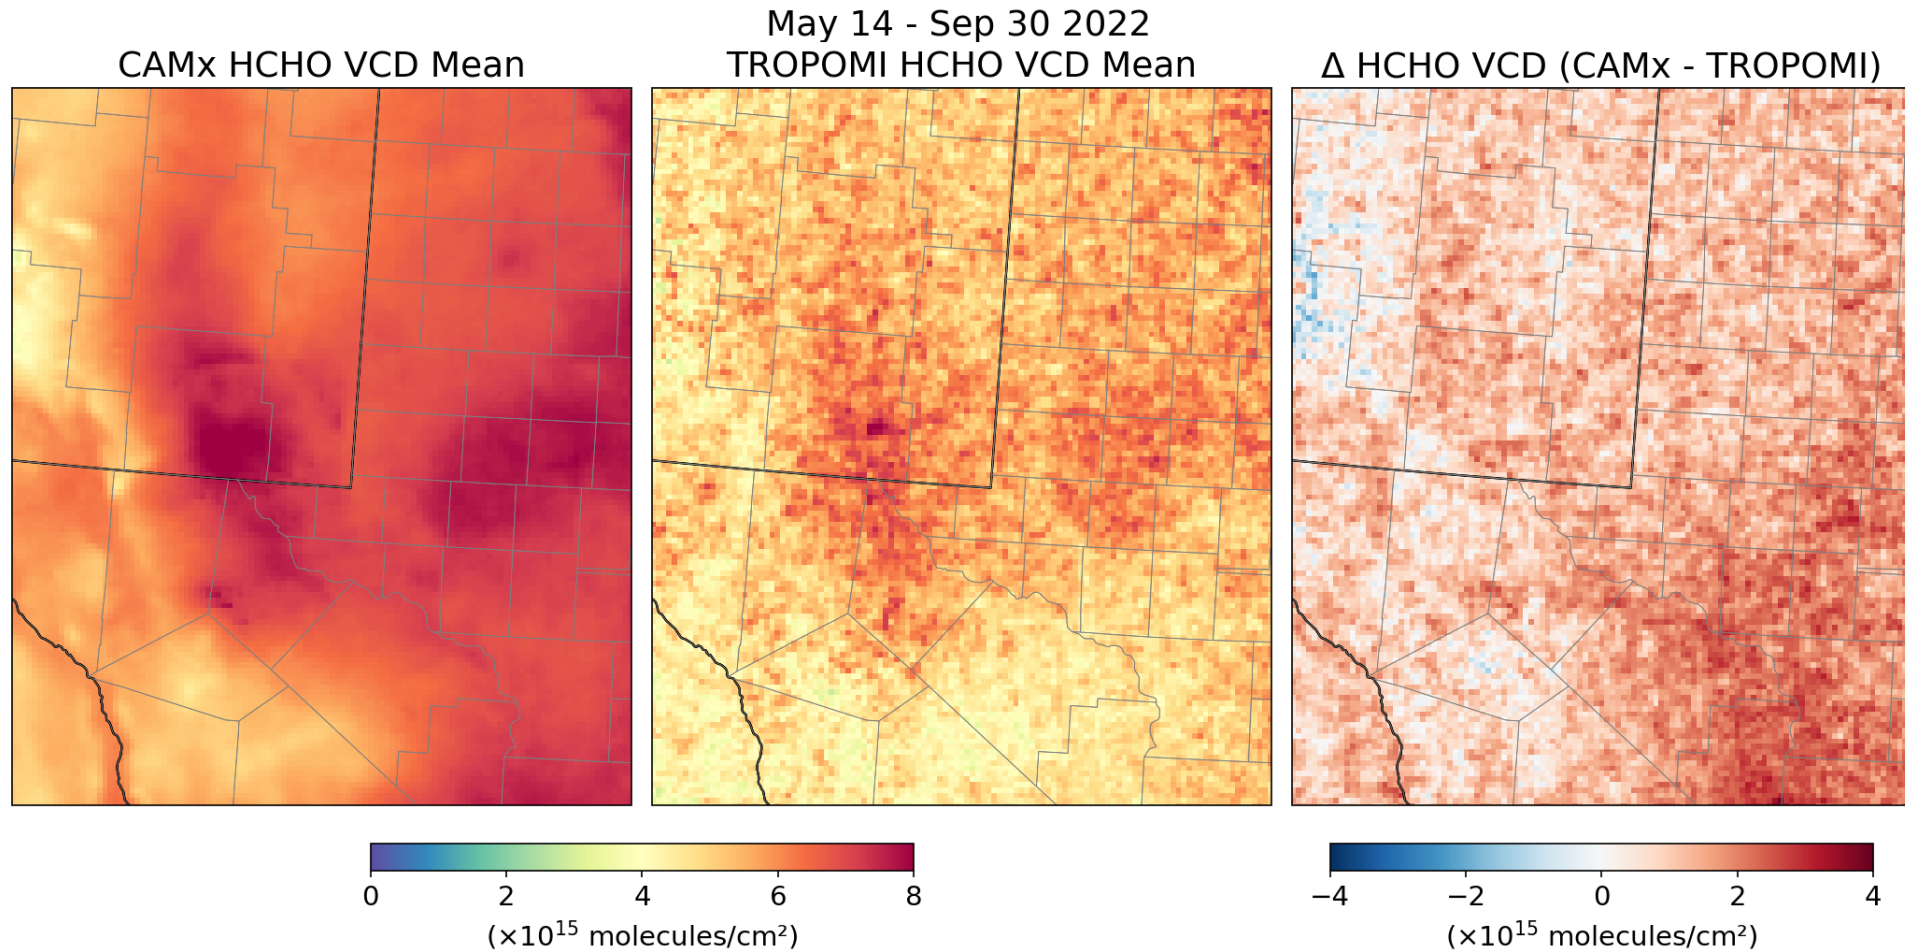 May 14 - Sep 30 2022
CAMx HCHO VCD Mean
TROPOMI HCHO VCD Mean
Δ HCHO VCD (CAMx - TROPOMI)
0 2 4 6 8
(×10¹⁵ molecules/cm²)
−4 −2 0 2 4
(×10¹⁵ molecules/cm²)